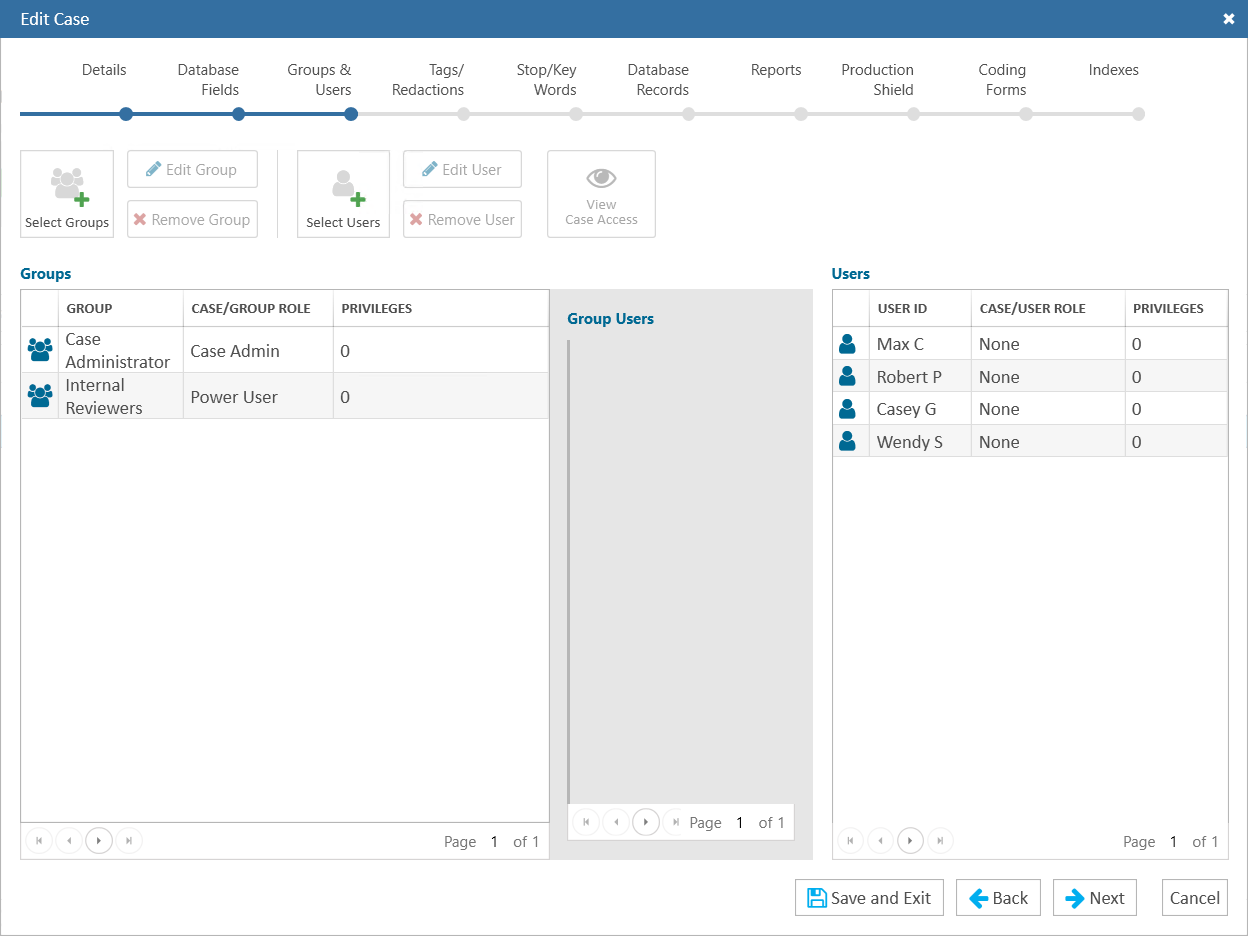 Edit Case
Details
Database
Fields
Groups &
Users
Tags/
Redactions
Stop/Key
Words
Database
Records
Reports
Production
Shield
Coding
Forms
Indexes
Select Groups
Edit Group
Remove Group
Select Users
Edit User
Remove User
View
Case Access
Groups
GROUP CASE/GROUP ROLE PRIVILEGES
Case
Administrator
Case Admin 0
Internal
Reviewers
Power User 0
Page 1 of 1
Group Users
Page 1 of 1
Users
USER ID CASE/USER ROLE PRIVILEGES
Max C None 0
Robert P None 0
Casey G None 0
Wendy S None 0
Page 1 of 1
Save and Exit
Back
Next
Cancel